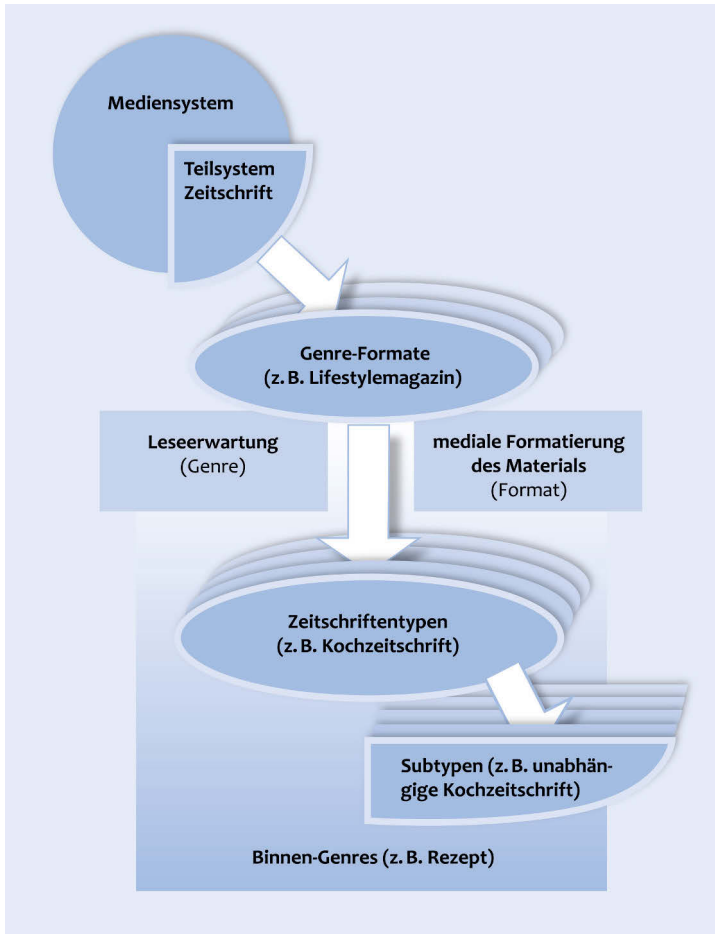 Mediensystem
Teilsystem
Zeitschrift
Genre-Formate
(z. B. Lifestylemagazin)
Leseerwartung
(Genre)
mediale Formatierung
des Materials
(Format)
Zeitschriftentypen
(z. B. Kochzeitschrift)
Subtypen (z. B. unabhän-
gige Kochzeitschrift)
Binnen-Genres (z. B. Rezept)